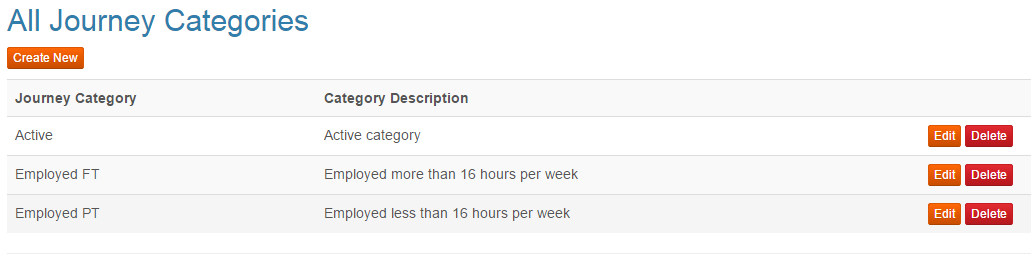 All Journey Categories
Create New
Journey Category Category Description
Active Active category Edit Delete
Employed FT Employed more than 16 hours per week Edit Delete
Employed PT Employed less than 16 hours per week Edit Delete